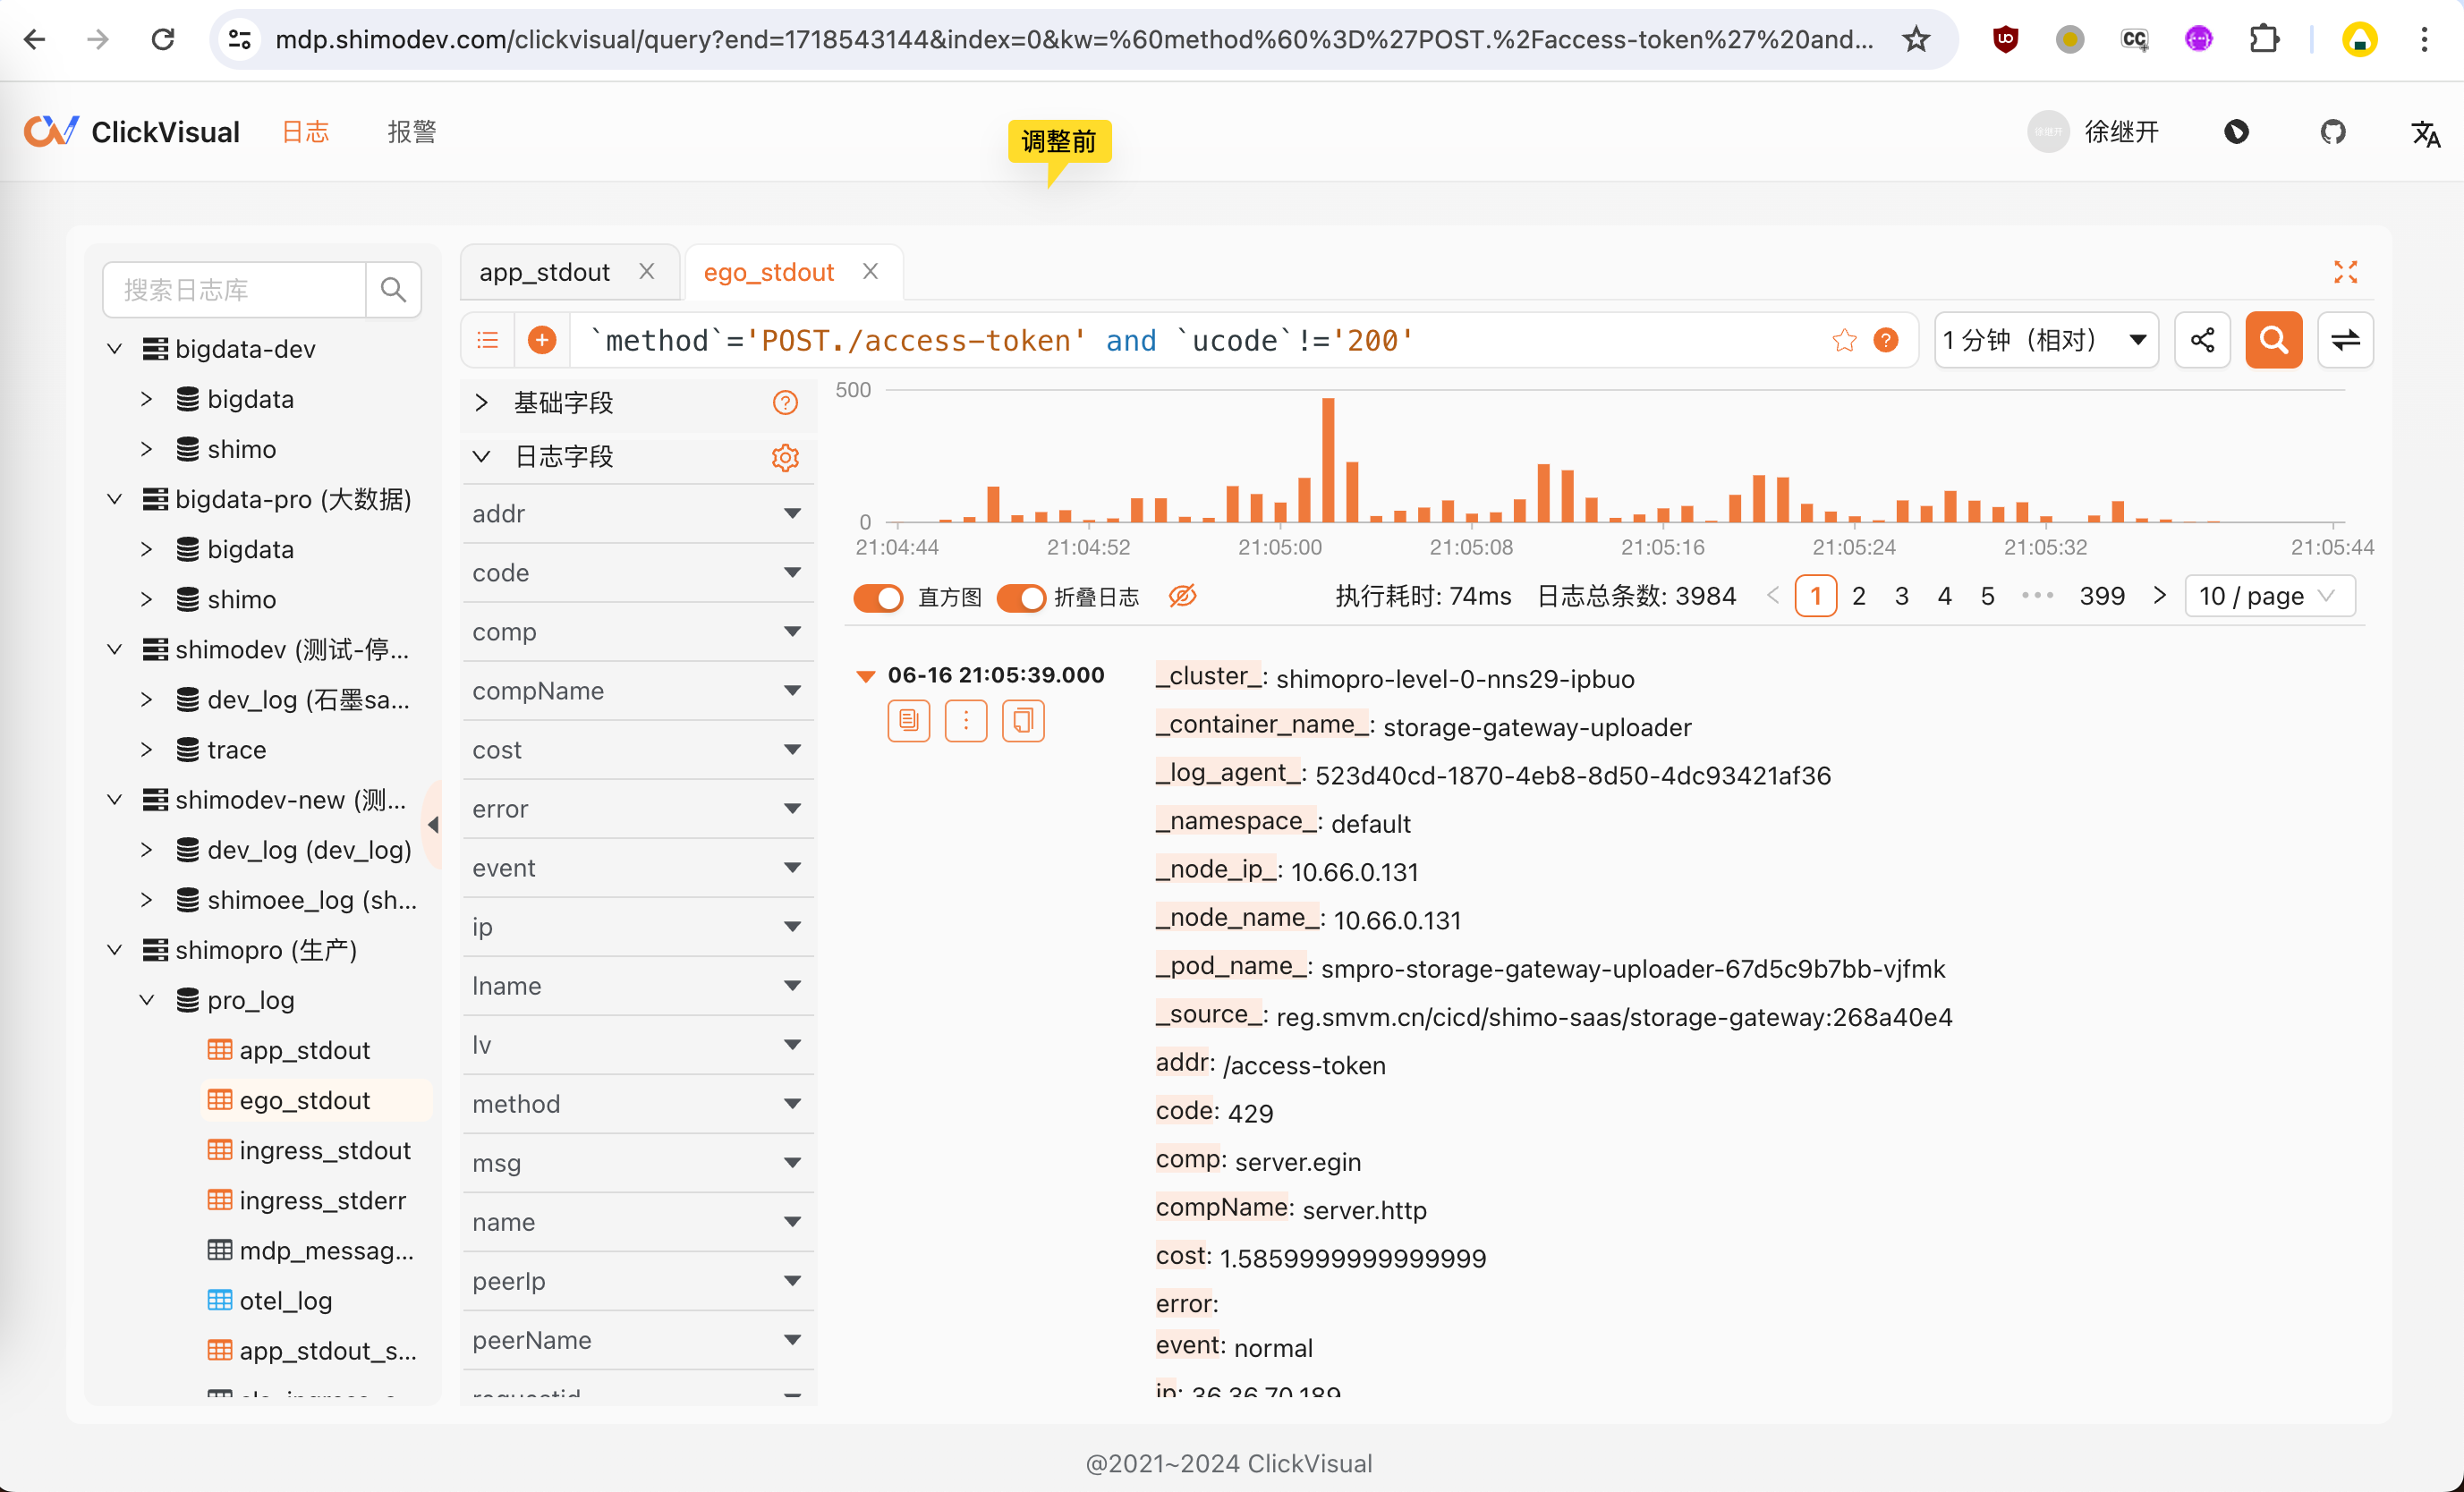 mdp.shimodev.com/clickvisual/query?end=1718543144&index=0&kw=%60method%60%3D%27POST.%2Faccess-token%27%20and...
ClickVisual
日志
报警
调整前
徐继开
搜索日志库
bigdata-dev
bigdata
shimo
bigdata-pro (大数据)
bigdata
shimo
shimodev (测试-停...
dev_log (石墨sa...
trace
shimodev-new (测...
dev_log (dev_log)
shimoee_log (sh...
shimopro (生产)
pro_log
app_stdout
ego_stdout
ingress_stdout
ingress_stderr
mdp_messag...
otel_log
app_stdout_s...
app_stdout X
ego_stdout X
`method`='POST./access-token' and `ucode`!='200'
1 分钟（相对）
基础字段
日志字段
addr
code
comp
compName
cost
error
event
ip
lname
lv
method
msg
name
peerIp
peerName
requestid
500
0
21:04:44 21:04:52 21:05:00 21:05:08 21:05:16 21:05:24 21:05:32 21:05:44
直方图 折叠日志 执行耗时: 74ms 日志总条数: 3984 < 1 2 3 4 5 ••• 399 > 10 / page
06-16 21:05:39.000
_cluster_: shimopro-level-0-nns29-ipbuo
_container_name_: storage-gateway-uploader
_log_agent_: 523d40cd-1870-4eb8-8d50-4dc93421af36
_namespace_: default
_node_ip_: 10.66.0.131
_node_name_: 10.66.0.131
_pod_name_: smpro-storage-gateway-uploader-67d5c9b7bb-vjfmk
_source_: reg.smvm.cn/cicd/shimo-saas/storage-gateway:268a40e4
addr: /access-token
code: 429
comp: server.egin
compName: server.http
cost: 1.5859999999999999
error:
event: normal
ip: 36.36.70.189
@2021~2024 ClickVisual